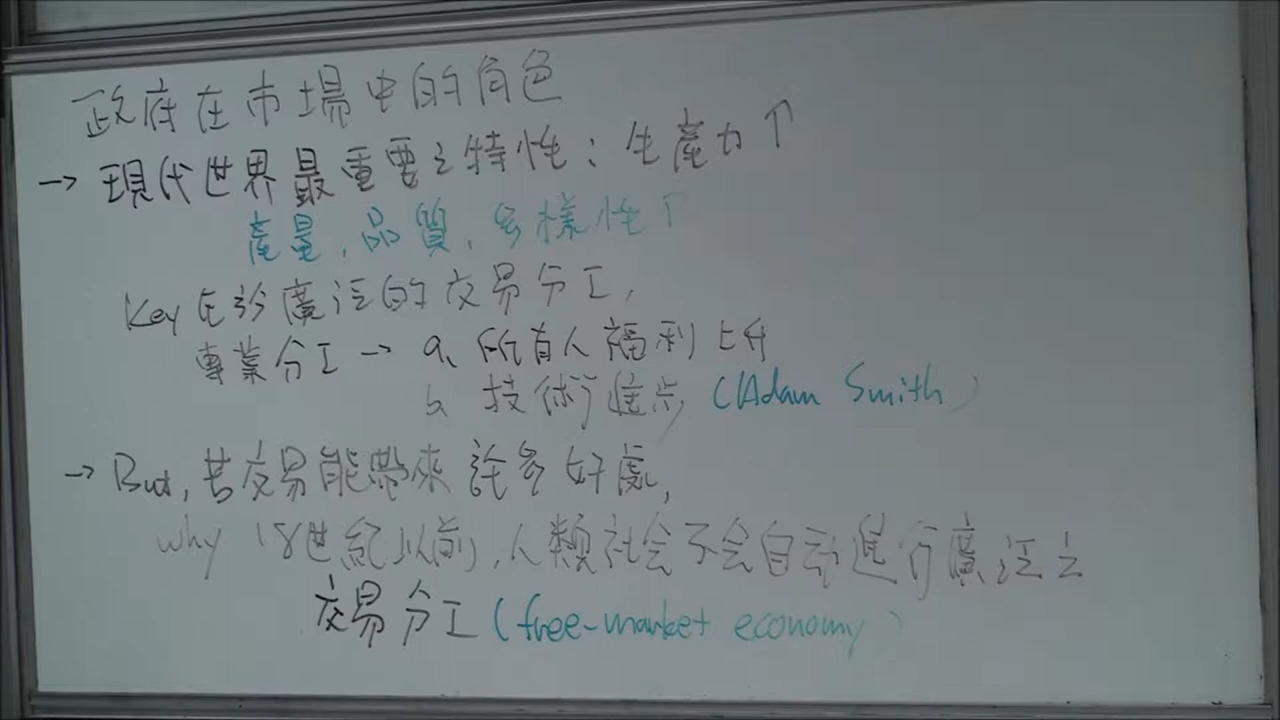 政府在市場中的角色
→ 現代世界最重要之特性：生產力↑
產量,品質,多樣性↑
Key在於廣泛的交易分工,
專業分工 → a、所有人福利上升
b、技術進步 (Adam Smith)
→ But,若交易能帶來許多好處,
why 18世紀以前,人類社会不会自动進行廣泛之
交易分工(free-market economy)